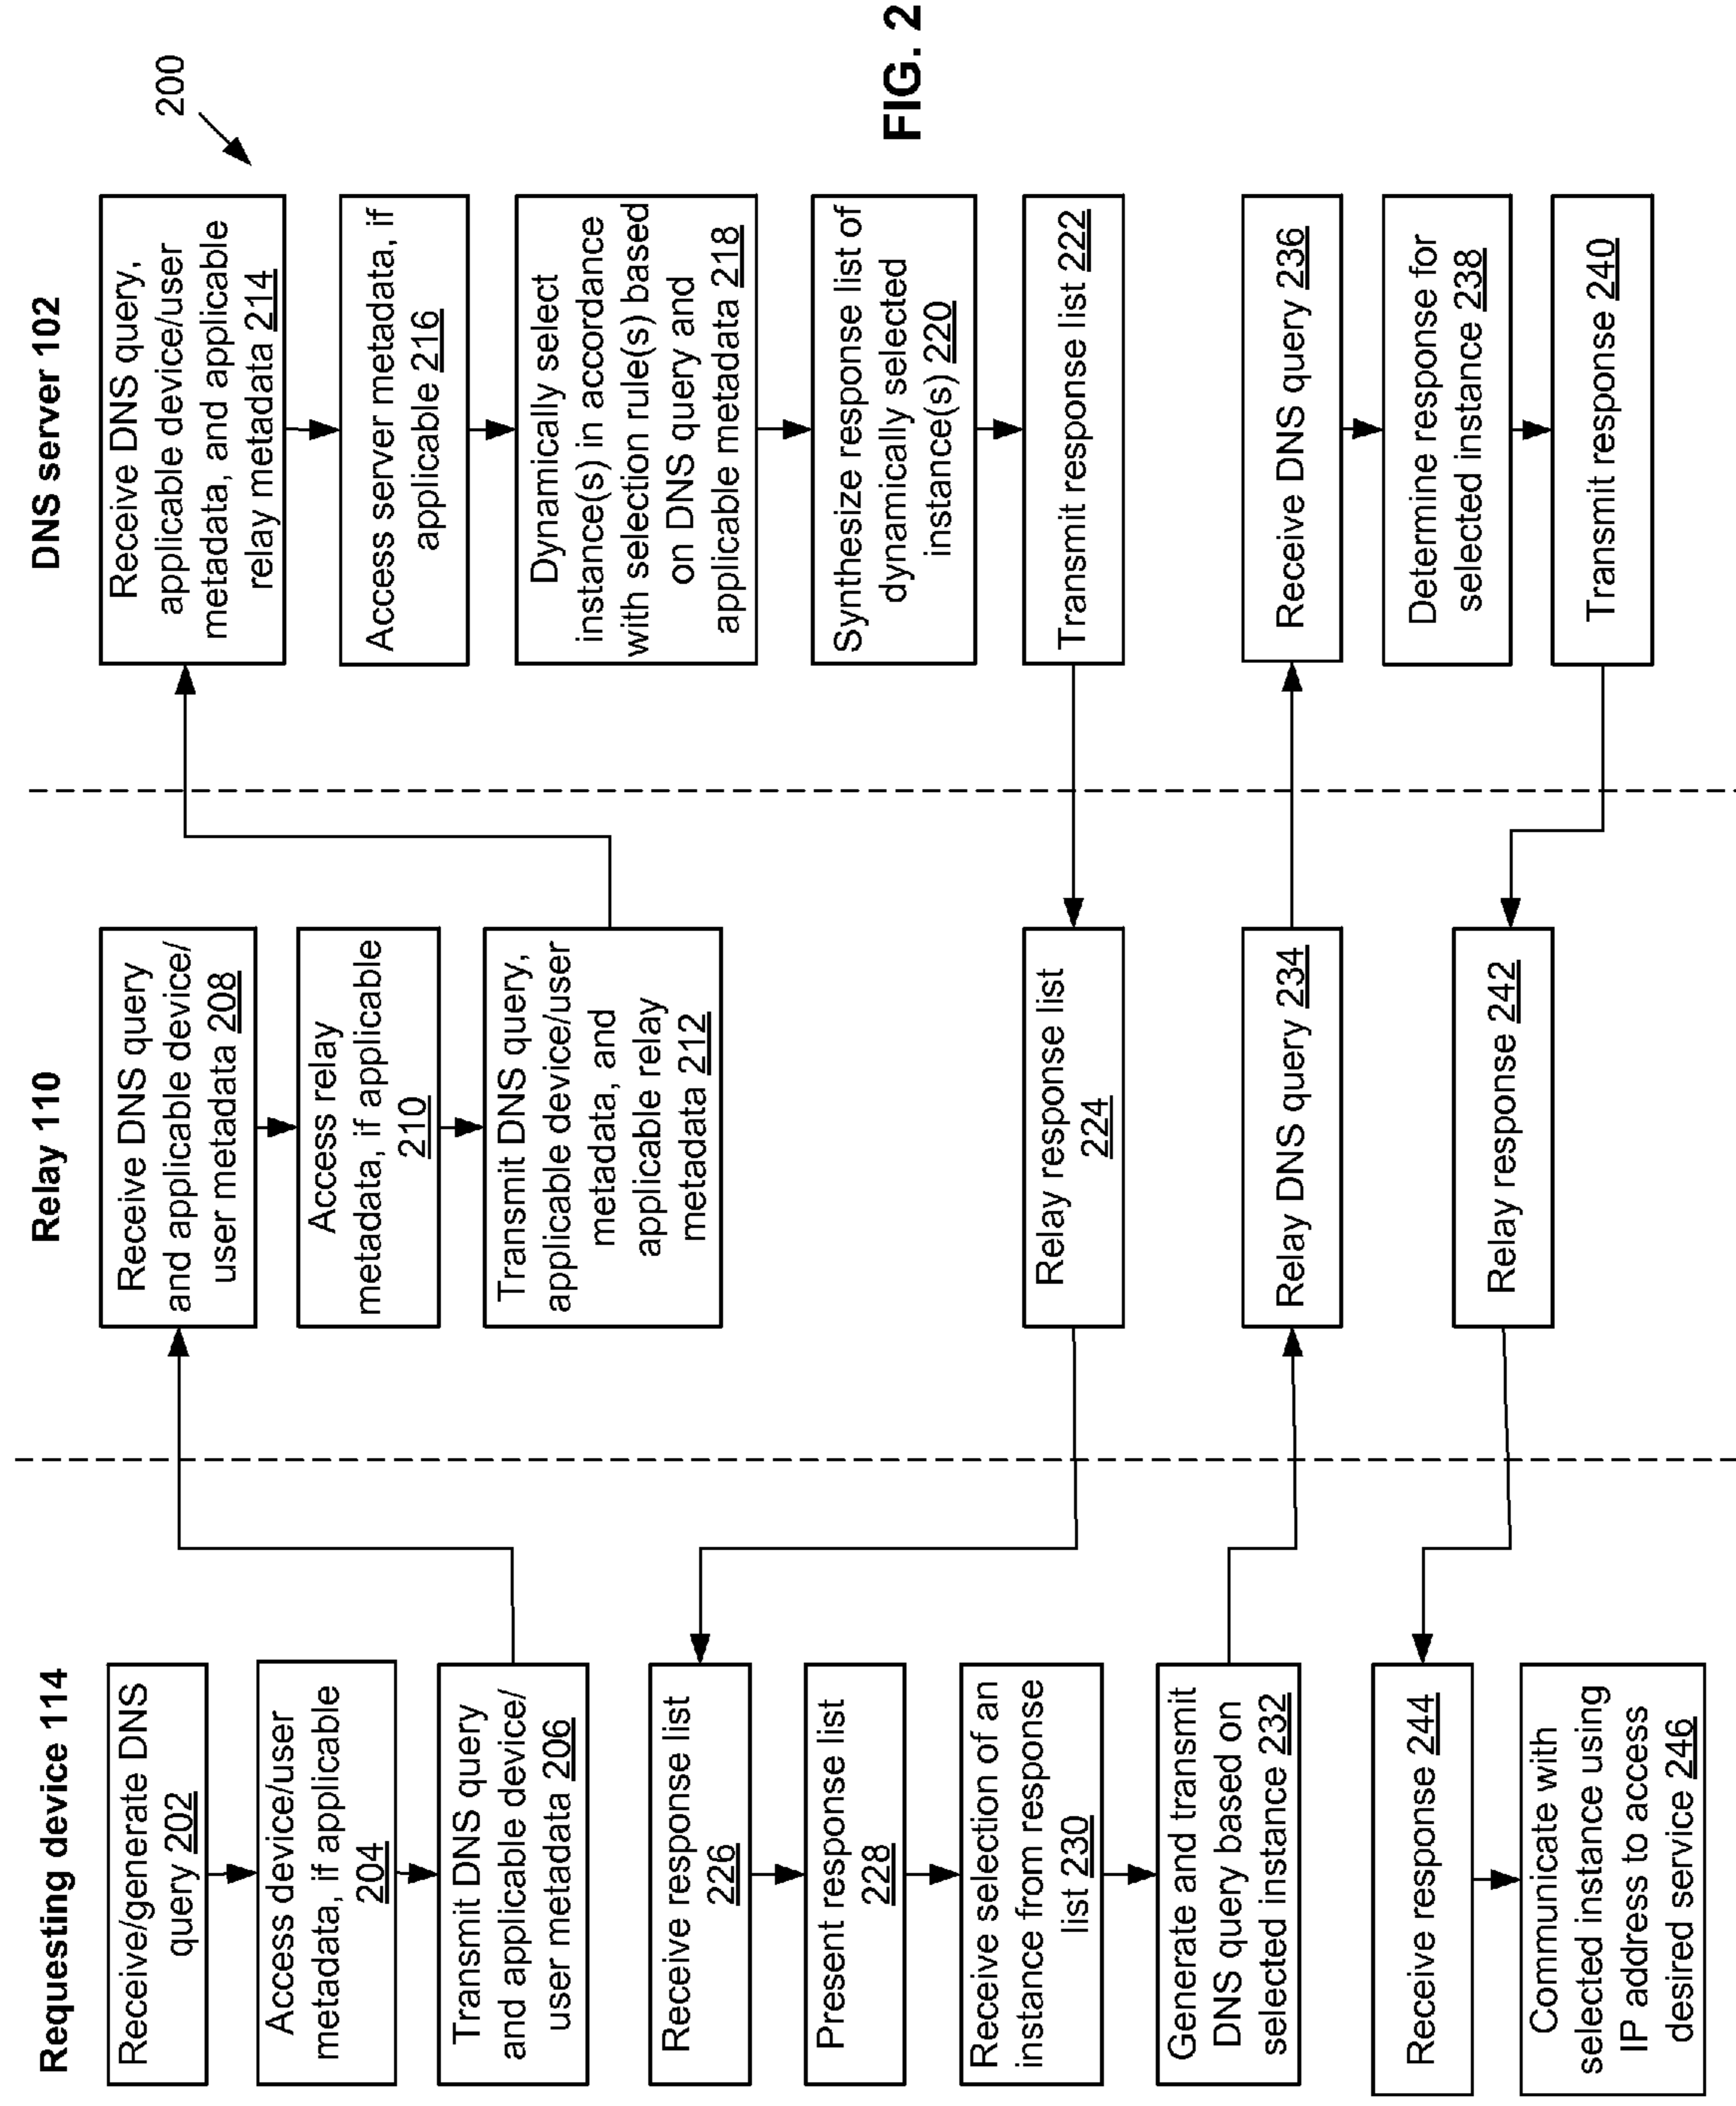 Requesting device 114
Receive/generate DNS
query 202
Access device/user
metadata, if applicable
204
Transmit DNS query
and applicable device/
user metadata 206
Receive response list
226
Present response list
228
Receive selection of an
instance from response
list 230
Generate and transmit
DNS query based on
selected instance 232
Receive response 244
Communicate with
selected instance using
IP address to access
desired service 246
Relay 110
Receive DNS query
and applicable device/
user metadata 208
Access relay
metadata, if applicable
210
Transmit DNS query,
applicable device/user
metadata, and
applicable relay
metadata 212
Relay response list
224
Relay DNS query 234
Relay response 242
DNS server 102
Receive DNS query,
applicable device/user
metadata, and applicable
relay metadata 214
Access server metadata, if
applicable 216
Dynamically select
instance(s) in accordance
with selection rule(s) based
on DNS query and
applicable metadata 218
Synthesize response list of
dynamically selected
instance(s) 220
Transmit response list 222
Receive DNS query 236
Determine response for
selected instance 238
Transmit response 240
200
FIG. 2